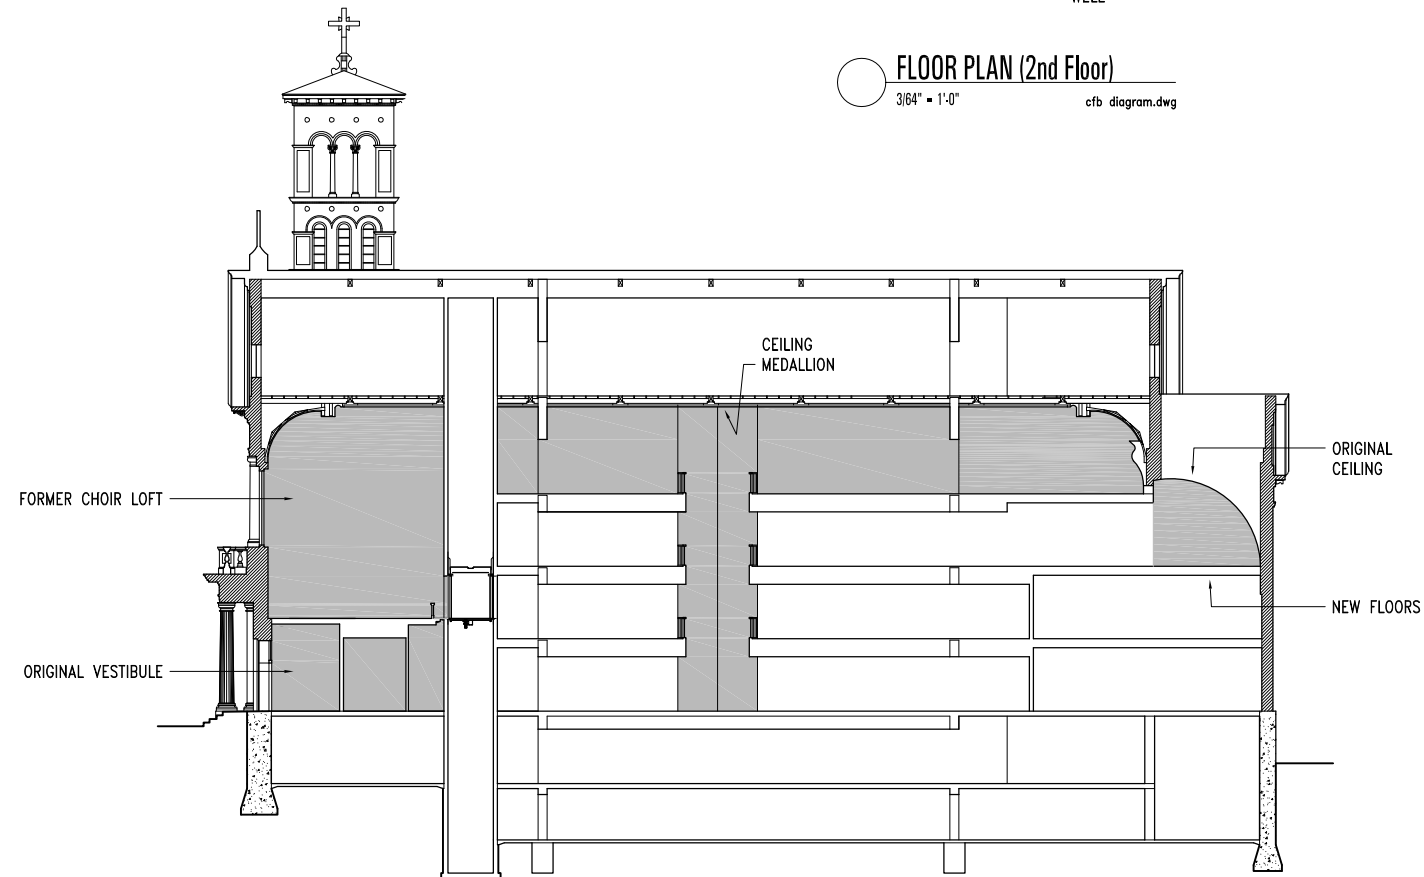 WELL
FLOOR PLAN (2nd Floor)
3/64" = 1'-0"
cfb diagram.dwg
CEILING
MEDALLION
ORIGINAL
CEILING
FORMER CHOIR LOFT
NEW FLOORS
ORIGINAL VESTIBULE